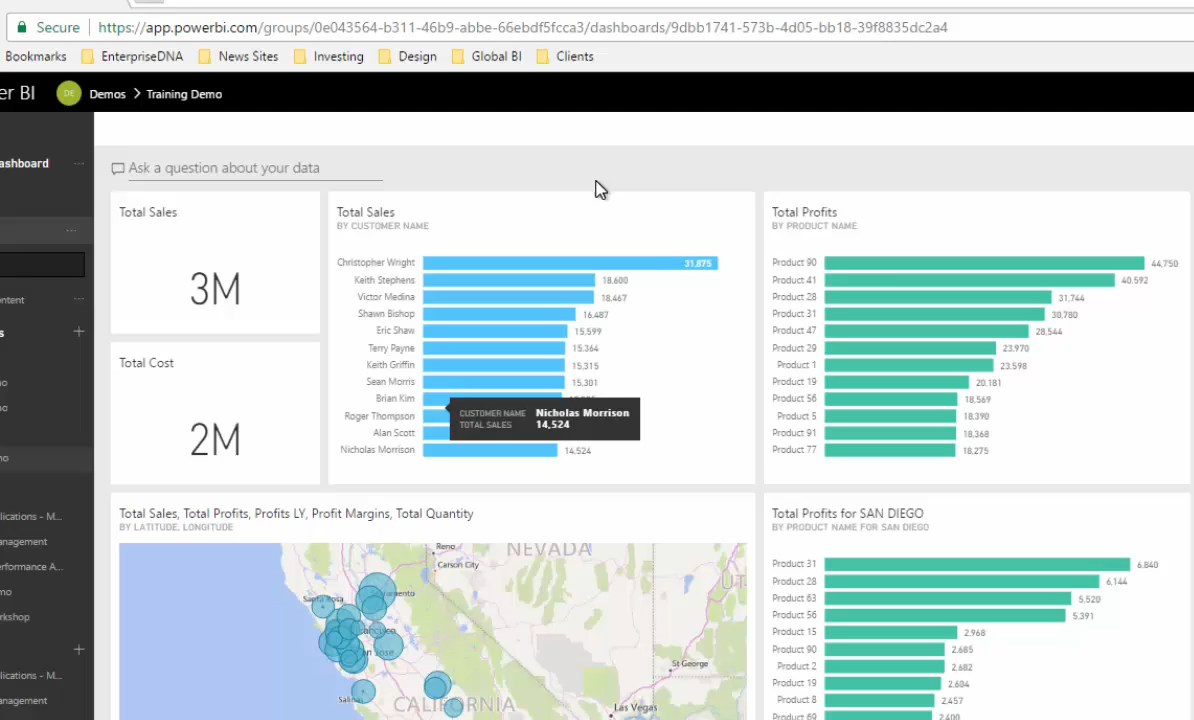 Secure https://app.powerbi.com/groups/0e043564-b311-46b9-abbe-66ebdf5fcca3/dashboards/9dbb1741-573b-4d05-bb18-39f8835dc2a4
Bookmarks EnterpriseDNA News Sites Investing Design Global BI Clients
er BI DE Demos > Training Demo
ashboard ...
Ask a question about your data
...
ontent ...
s +
no
no
no
lications - M...
anagement
erformance A...
mo
rkshop
+
lications - M...
anagement
Total Sales
3M
Total Cost
2M
Total Sales
BY CUSTOMER NAME
Christopher Wright 31,875
Keith Stephens 18,600
Victor Medina 18,467
Shawn Bishop 16,487
Eric Shaw 15,599
Terry Payne 15,364
Keith Griffin 15,315
Sean Morris 15,301
Brian Kim
Roger Thompson
Alan Scott
Nicholas Morrison 14,524
CUSTOMER NAME Nicholas Morrison
TOTAL SALES 14,524
Total Profits
BY PRODUCT NAME
Product 90 44,750
Product 41 40,592
Product 28 31,744
Product 31 30,780
Product 47 28,544
Product 29 23,970
Product 1 23,598
Product 19 20,181
Product 56 18,569
Product 5 18,390
Product 91 18,368
Product 77 18,275
Total Sales, Total Profits, Profits LY, Profit Margins, Total Quantity
BY LATITUDE, LONGITUDE
Reno
NEVADA
Carson City
UT
Santa Rosa
St George
CALIFORNIA
Las Vegas
Total Profits for SAN DIEGO
BY PRODUCT NAME FOR SAN DIEGO
Product 31 6,840
Product 28 6,144
Product 63 5,520
Product 56 5,391
Product 15 2,968
Product 90 2,685
Product 2 2,682
Product 19 2,604
Product 8 2,457
Product 69 2,400